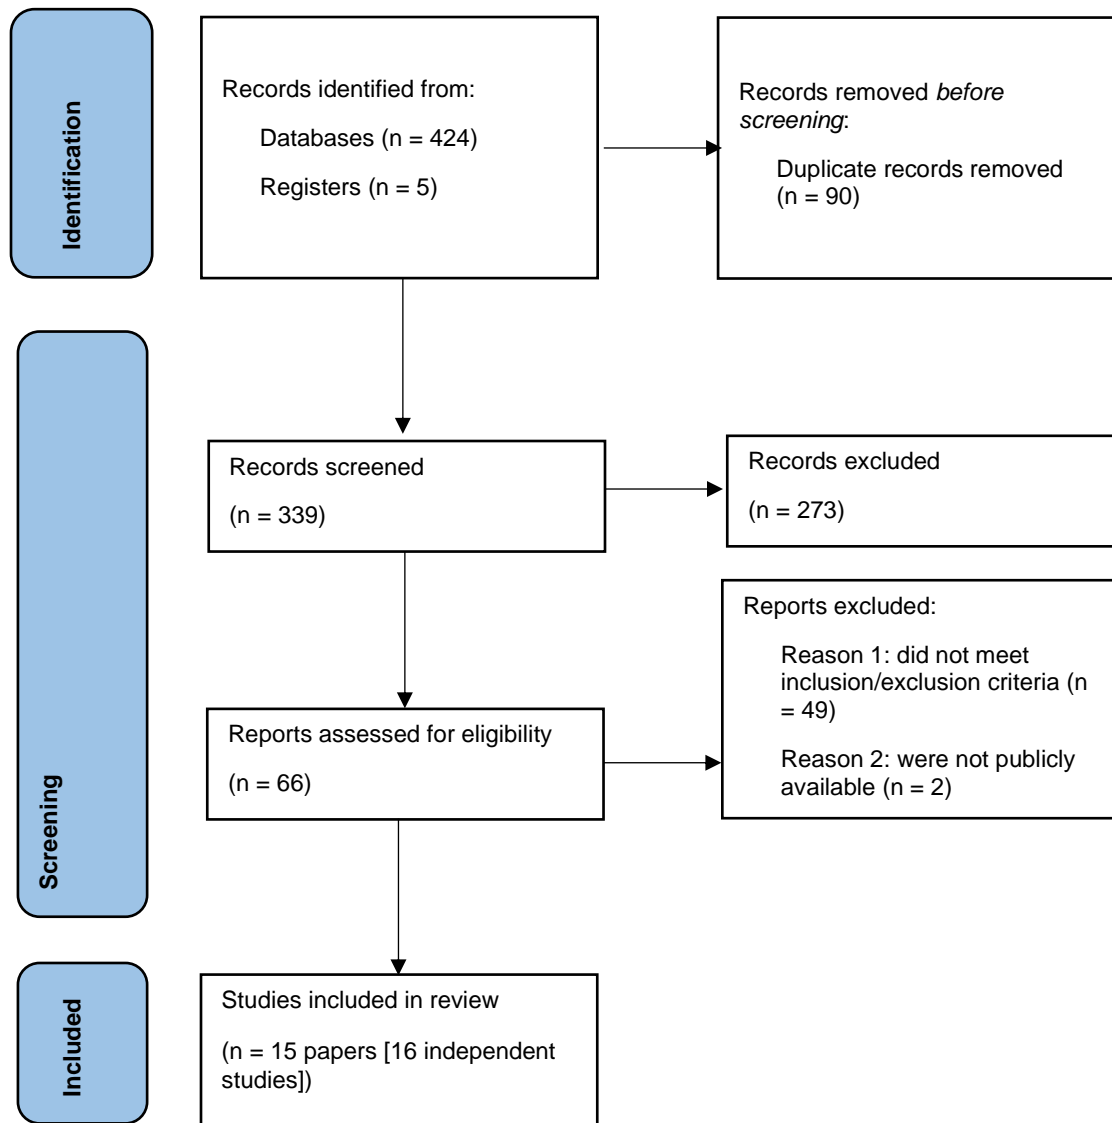 Identification
Records identified from:
Databases (n = 424)
Registers (n = 5)
Records removed before
screening:
Duplicate records removed
(n = 90)
Screening
Records screened
(n = 339)
Records excluded
(n = 273)
Reports assessed for eligibility
(n = 66)
Reports excluded:
Reason 1: did not meet
inclusion/exclusion criteria (n
= 49)
Reason 2: were not publicly
available (n = 2)
Included
Studies included in review
(n = 15 papers [16 independent
studies])